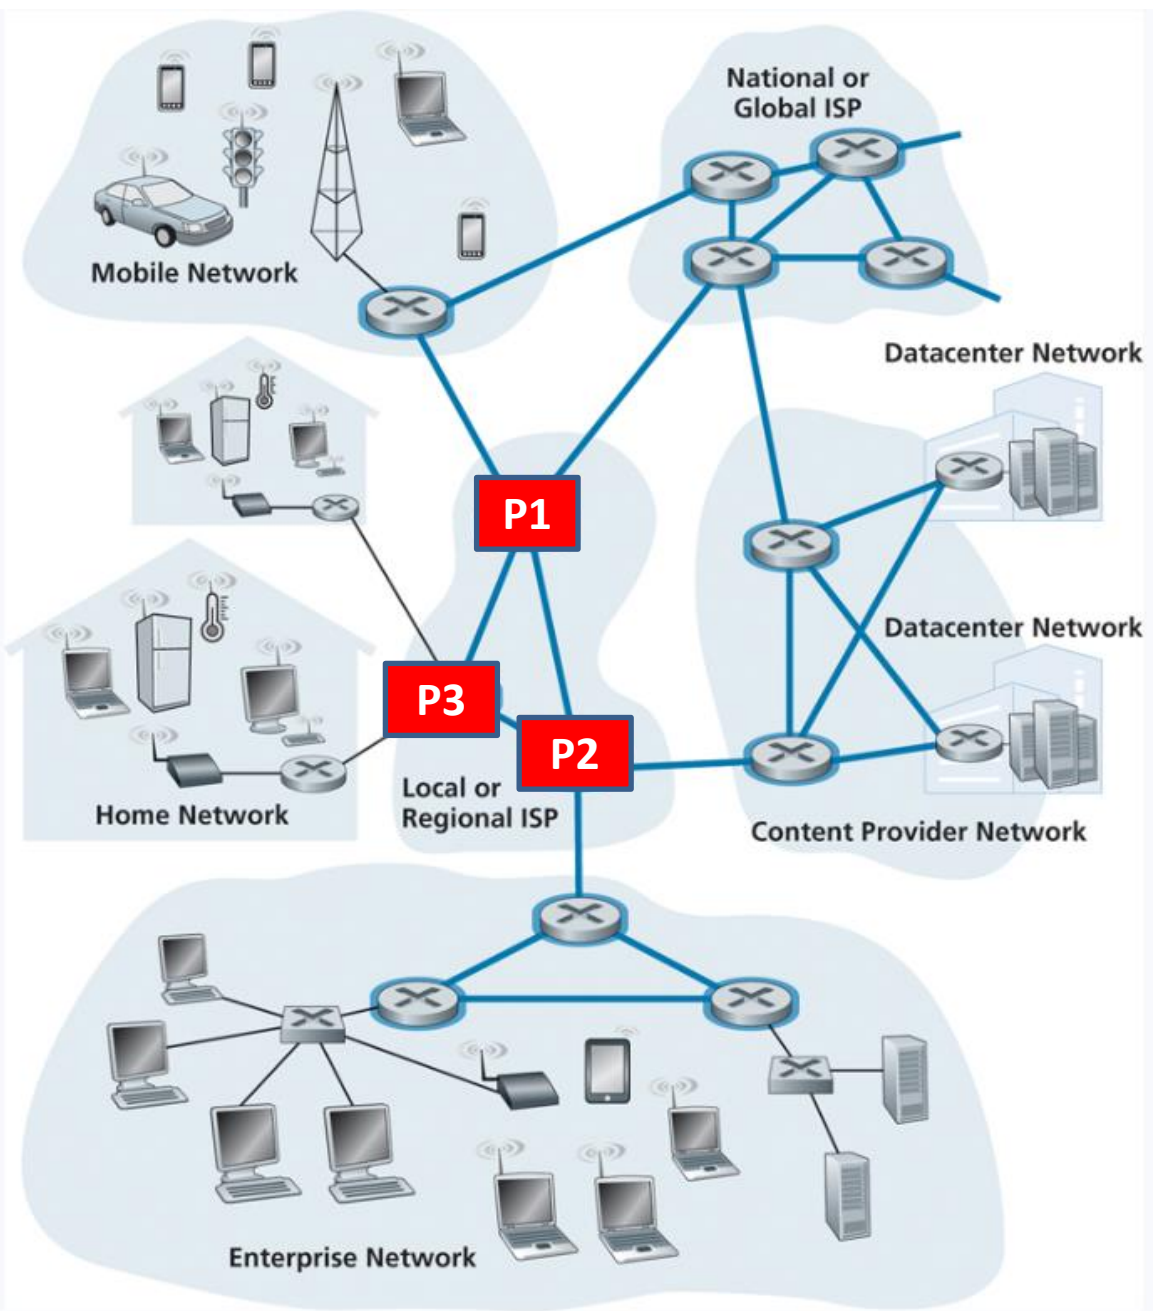 National or
Global ISP
Mobile Network
Datacenter Network
P1
Datacenter Network
P3
P2
Local or
Regional ISP
Home Network
Content Provider Network
Enterprise Network